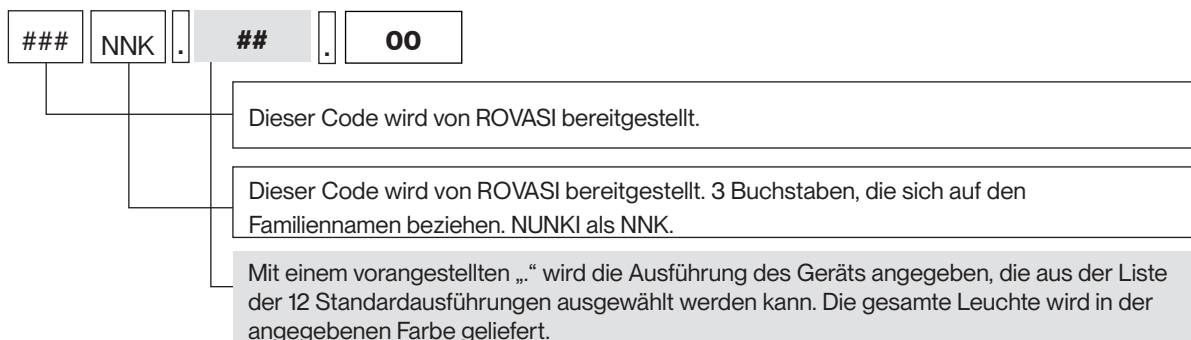 ### NNK . ## . 00
Dieser Code wird von ROVASI bereitgestellt.
Dieser Code wird von ROVASI bereitgestellt. 3 Buchstaben, die sich auf den
Familiennamen beziehen. NUNKI als NNK.
Mit einem vorangestellten „.“ wird die Ausführung des Geräts angegeben, die aus der Liste
der 12 Standardausführungen ausgewählt werden kann. Die gesamte Leuchte wird in der
angegebenen Farbe geliefert.